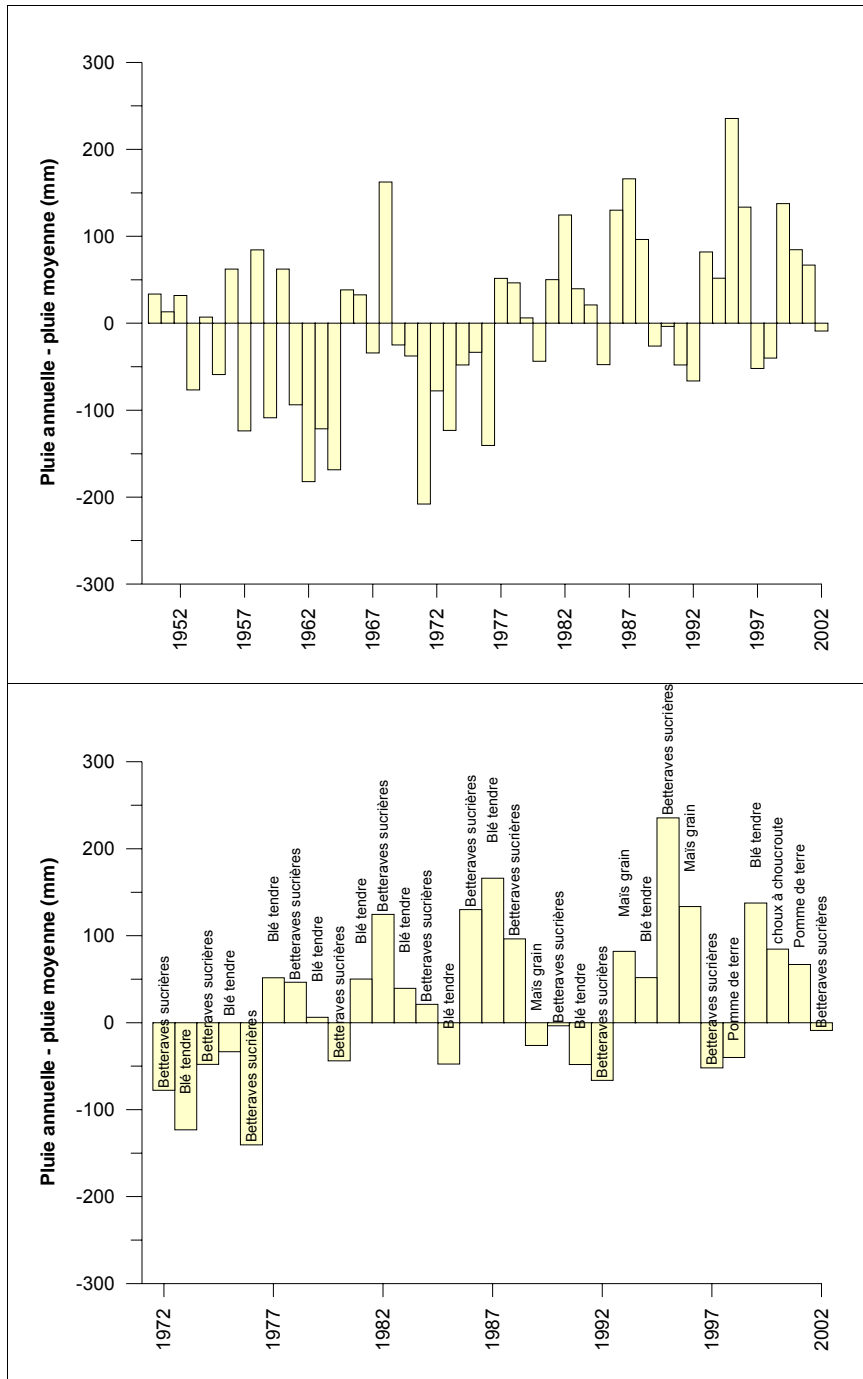 300
200
100
0
-100
-200
-300
Pluie annuelle - pluie moyenne (mm)
1952
1957
1962
1967
1972
1977
1982
1987
1992
1997
2002
300
200
100
0
-100
-200
-300
Pluie annuelle - pluie moyenne (mm)
Betteraves sucrières
Blé tendre
Betteraves sucrières
Blé tendre
Betteraves sucrières
Blé tendre
Betteraves sucrières
Blé tendre
Betteraves sucrières
Blé tendre
Betteraves sucrières
Blé tendre
Betteraves sucrières
Blé tendre
Betteraves sucrières
Blé tendre
Betteraves sucrières
Maïs grain
Betteraves sucrières
Blé tendre
Betteraves sucrières
Maïs grain
Blé tendre
Betteraves sucrières
Maïs grain
Betteraves sucrières
Pomme de terre
Blé tendre
choux à choucroute
Pomme de terre
Betteraves sucrières
1972
1977
1982
1987
1992
1997
2002